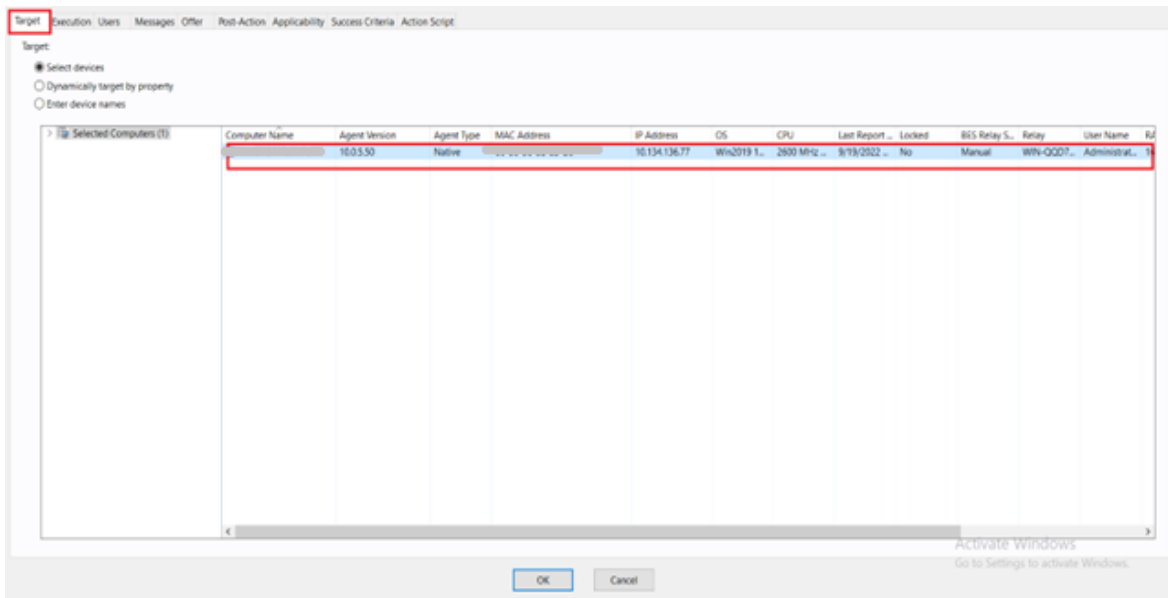 Target Execution Users Messages Offer Post-Action Applicability Success Criteria Action Script
Target:
Select devices
Dynamically target by property
Enter device names
Selected Computers (1)
Computer Name Agent Version Agent Type MAC Address IP Address OS CPU Last Report ... Locked BES Relay S... Relay User Name RA
10.0.5.50 Native 10.134.136.77 Win2019 1... 2600 MHz ... 9/19/2022 ... No Manual WIN-QQD7... Administrat...
Activate Windows
Go to Settings to activate Windows.
OK Cancel